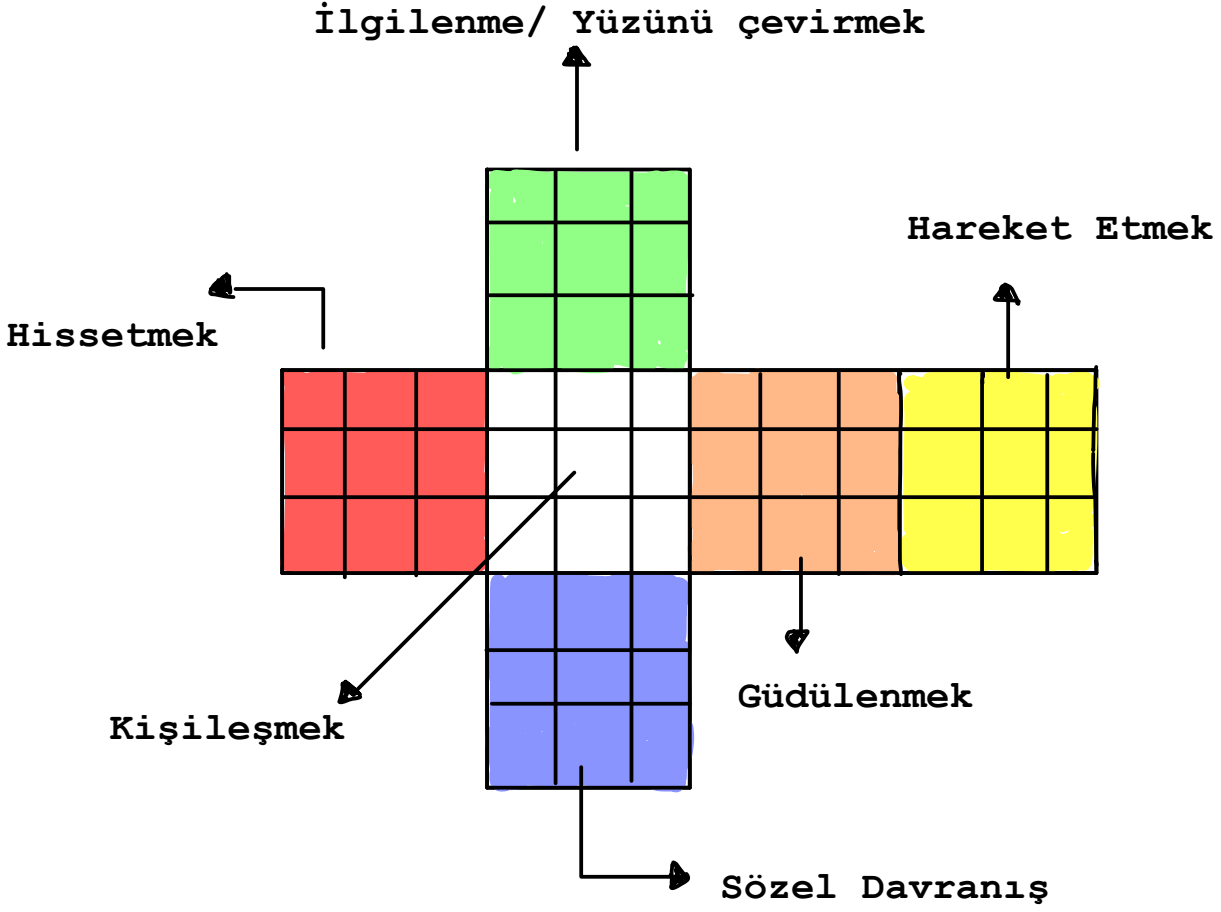 İlgilenme/ Yüzünü çevirmek
Hareket Etmek
Hissetmek
Güdülenmek
Kişileşmek
Sözel Davranış